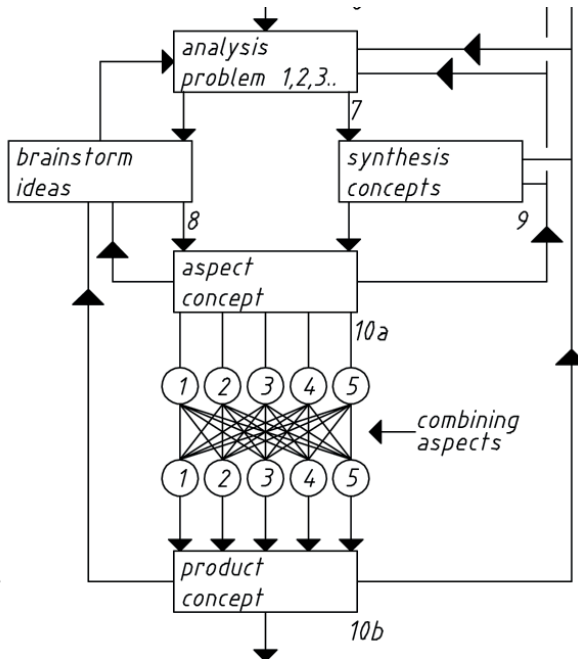 analysis
problem 1,2,3..
7
brainstorm
ideas
synthesis
concepts
8
9
aspect
concept
10a
1 2 3 4 5
combining
aspects
1 2 3 4 5
product
concept
10b